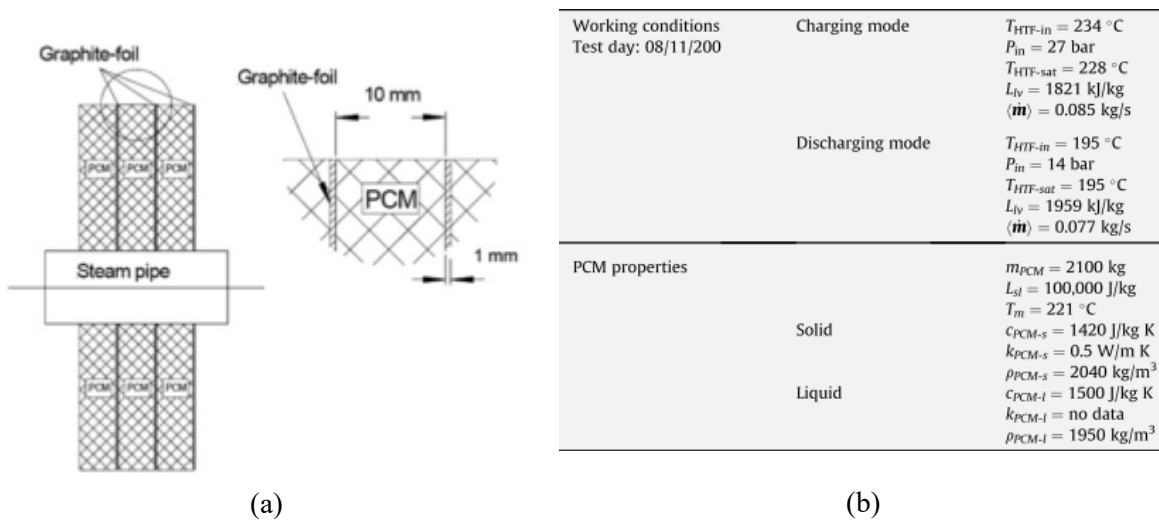 Graphite-foil
Graphite-foil
10 mm
PCM
PCM
PCM
PCM
1 mm
Steam pipe
PCM
PCM
PCM
(a)
Working conditions Charging mode T_HTF-in = 234 °C
Test day: 08/11/200 P_in = 27 bar
T_HTF-sat = 228 °C
L_lv = 1821 kJ/kg
⟨ṁ⟩ = 0.085 kg/s
Discharging mode T_HTF-in = 195 °C
P_in = 14 bar
T_HTF-sat = 195 °C
L_lv = 1959 kJ/kg
⟨ṁ⟩ = 0.077 kg/s
PCM properties m_PCM = 2100 kg
L_sl = 100,000 J/kg
T_m = 221 °C
Solid c_PCM-s = 1420 J/kg K
k_PCM-s = 0.5 W/m K
ρ_PCM-s = 2040 kg/m³
Liquid c_PCM-l = 1500 J/kg K
k_PCM-l = no data
ρ_PCM-l = 1950 kg/m³
(b)